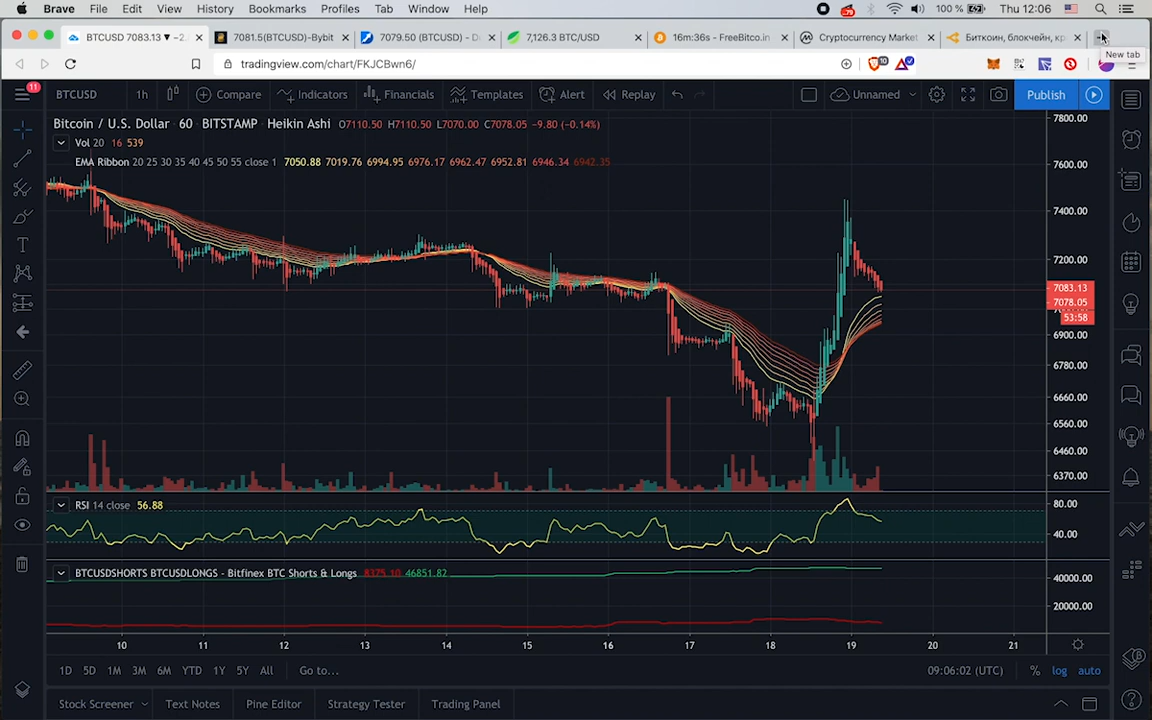 Brave File Edit View History Bookmarks Profiles Tab Window Help 100 % Thu 12:06
BTCUSD 7083.13 ▼ −2. 7081.5(BTCUSD)-Bybit 7079.50 (BTCUSD) - D 7,126.3 BTC/USD 16m:36s - FreeBitco.in Cryptocurrency Market Биткоин, блокчейн, кр
New tab
tradingview.com/chart/FKJCBwn6/ 10
11 BTCUSD 1h Compare Indicators Financials Templates Alert Replay Unnamed Publish
Bitcoin / U.S. Dollar 60 BITSTAMP Heikin Ashi O7110.50 H7110.50 L7070.00 C7078.05 −9.80 (−0.14%)
Vol 20 16 539
EMA Ribbon 20 25 30 35 40 45 50 55 close 1 7050.88 7019.76 6994.95 6976.17 6962.47 6952.81 6946.34 6942.35
7800.00
7600.00
7400.00
7200.00
7083.13
7078.05
53:58
6900.00
6780.00
6660.00
6560.00
6460.00
6370.00
RSI 14 close 56.88
80.00
40.00
BTCUSDSHORTS BTCUSDLONGS - Bitfinex BTC Shorts & Longs 8375.10 46851.82
40000.00
20000.00
10 11 12 13 14 15 16 17 18 19 20 21
1D 5D 1M 3M 6M YTD 1Y 5Y All Go to... 09:06:02 (UTC) % log auto
Stock Screener Text Notes Pine Editor Strategy Tester Trading Panel